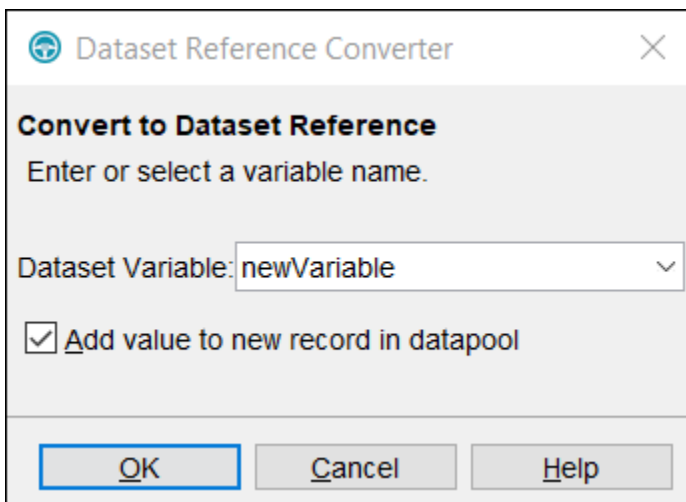 Dataset Reference Converter
Convert to Dataset Reference
Enter or select a variable name.
Dataset Variable: newVariable
Add value to new record in datapool
OK Cancel Help